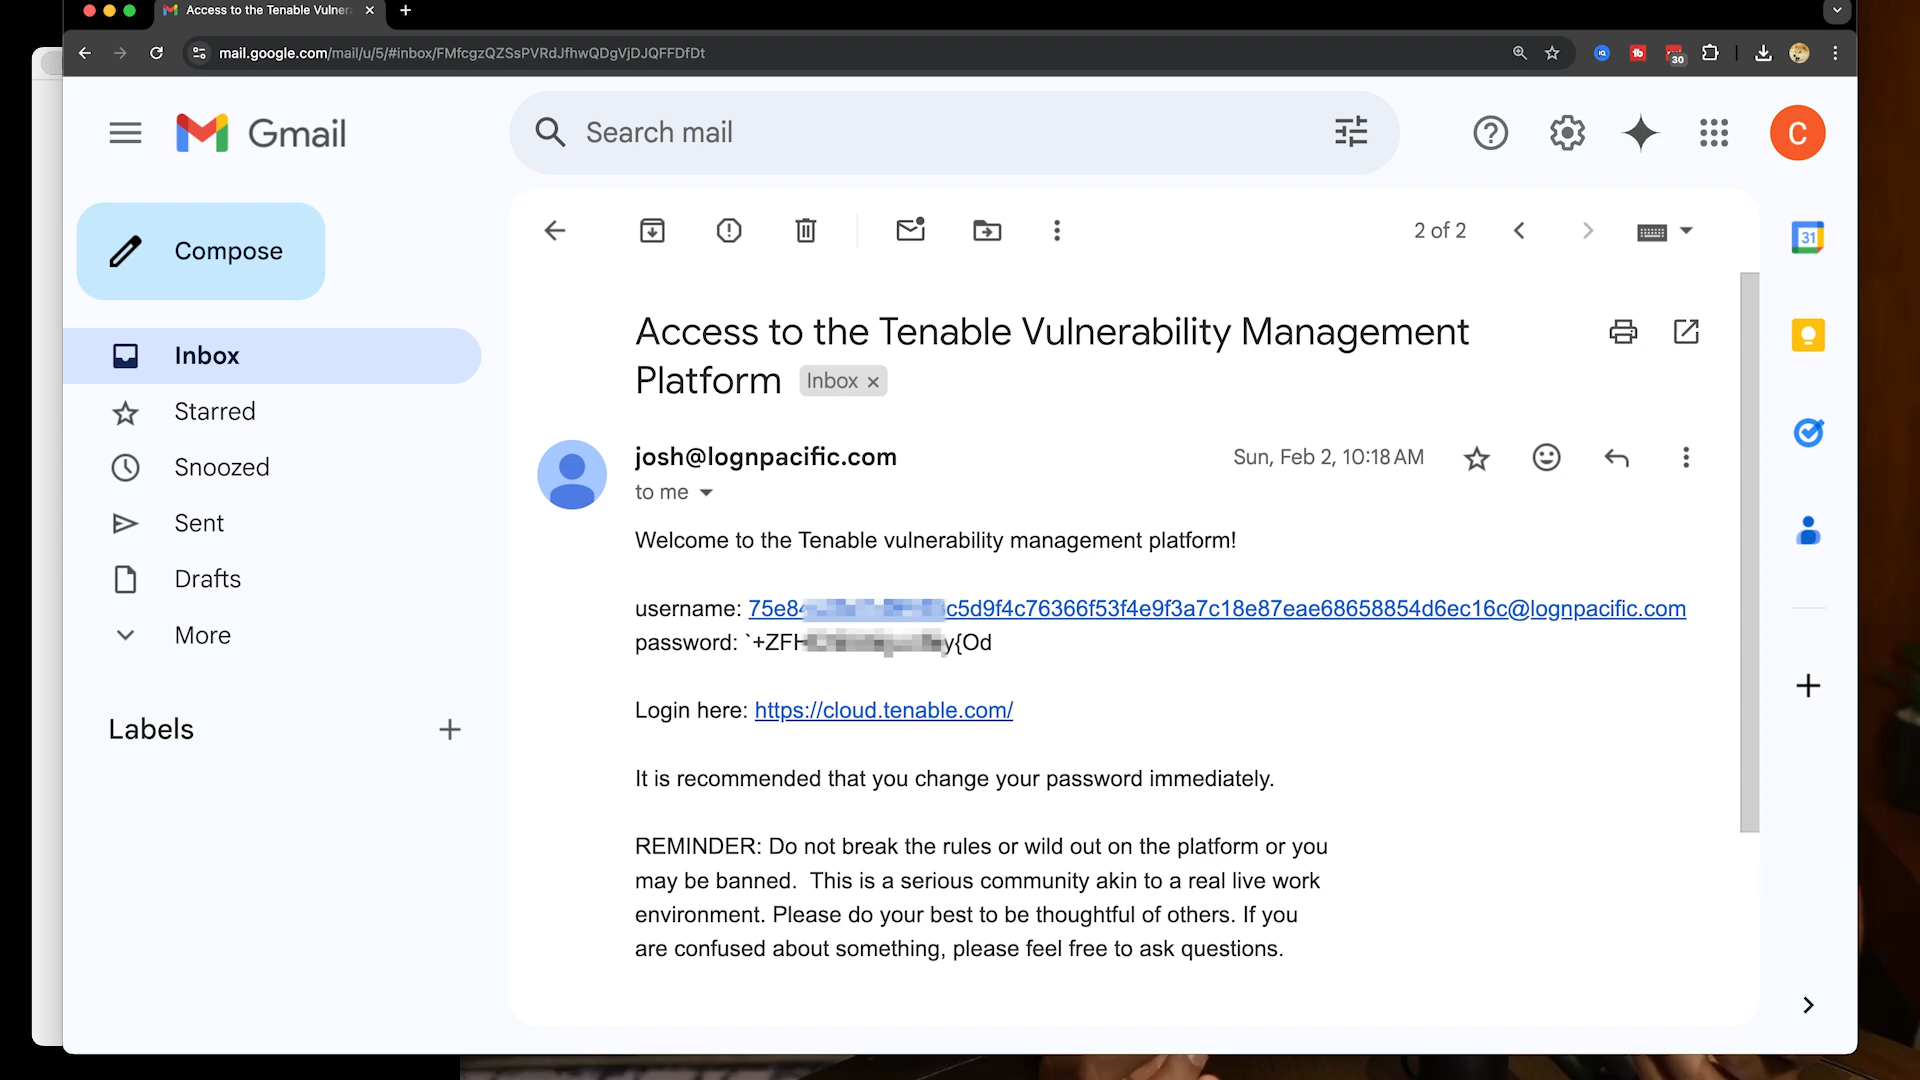 Access to the Tenable Vulner
mail.google.com/mail/u/5/#inbox/FMfcgzQZSsPVRdJfhwQDgVjDJQFFDfDt
30
Gmail
Search mail
C
Compose
2 of 2
31
Inbox
Starred
Snoozed
Sent
Drafts
More
Labels
Access to the Tenable Vulnerability Management
Platform Inbox
josh@lognpacific.com
Sun, Feb 2, 10:18 AM
to me
Welcome to the Tenable vulnerability management platform!
username: 75e84 c5d9f4c76366f53f4e9f3a7c18e87eae68658854d6ec16c@lognpacific.com
password: `+ZFH y{Od
Login here: https://cloud.tenable.com/
It is recommended that you change your password immediately.
REMINDER: Do not break the rules or wild out on the platform or you
may be banned. This is a serious community akin to a real live work
environment. Please do your best to be thoughtful of others. If you
are confused about something, please feel free to ask questions.